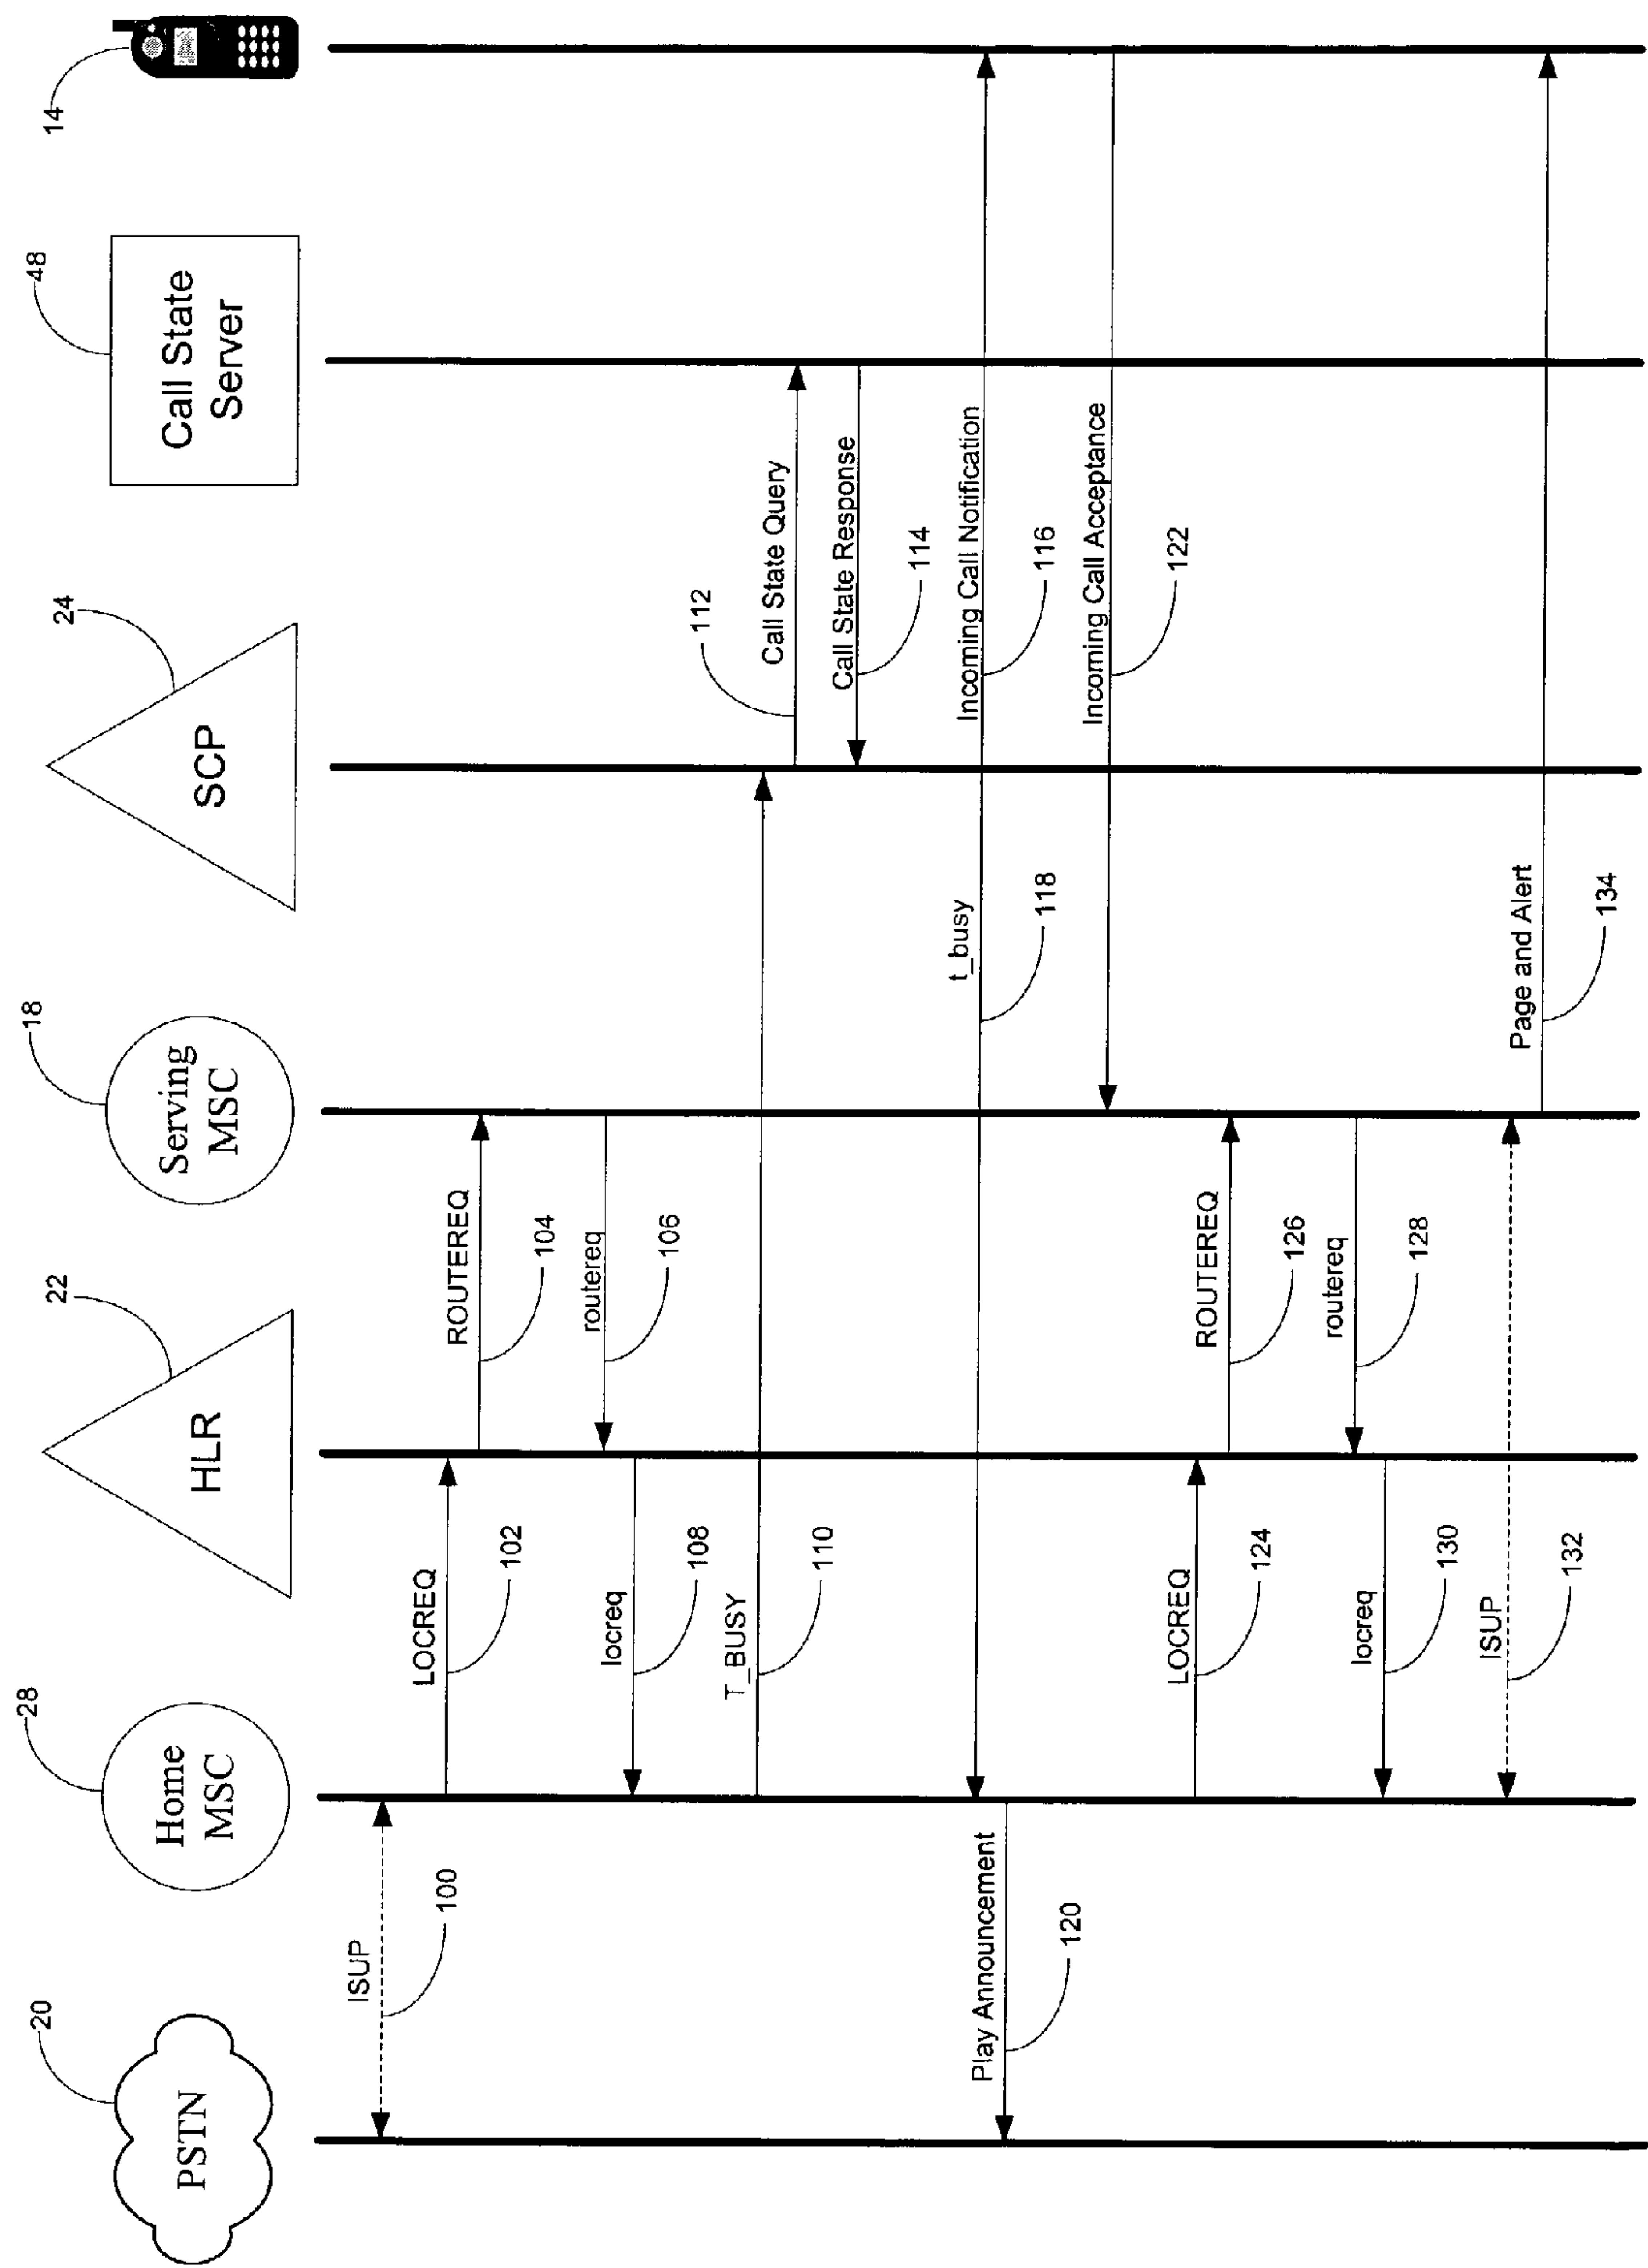 20
PSTN
28
Home
MSC
22
HLR
18
Serving
MSC
24
SCP
48
Call State
Server
14
ISUP
100
LOCREQ
102
ROUTEREQ
104
routereq
106
locreq
108
T_BUSY
110
112
Call State Query
Call State Response
114
Incoming Call Notification
116
t_busy
118
Play Announcement
120
Incoming Call Acceptance
122
LOCREQ
124
ROUTEREQ
126
routereq
128
locreq
130
ISUP
132
Page and Alert
134